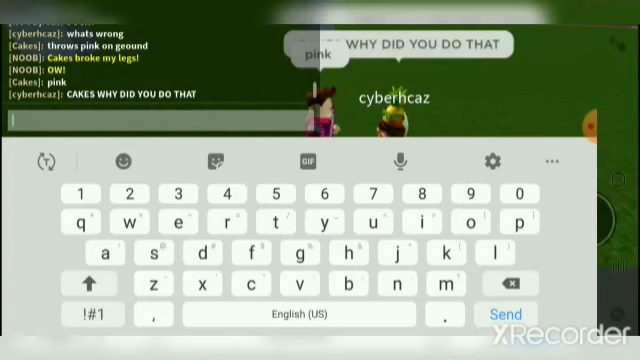 [cyberhcaz]: whats wrong
[Cakes]: throws pink on geound
[NOOB]: Cakes broke my legs!
[NOOB]: OW!
[Cakes]: pink
[cyberhcaz]: CAKES WHY DID YOU DO THAT
WHY DID YOU DO THAT
pink
cyberhcaz
GIF
1 2 3 4 5 6 7 8 9 0
q w e r t y u i o p
a s d f g h j k l
z x c v b n m
!#1 , English (US) . Send
XRecorder